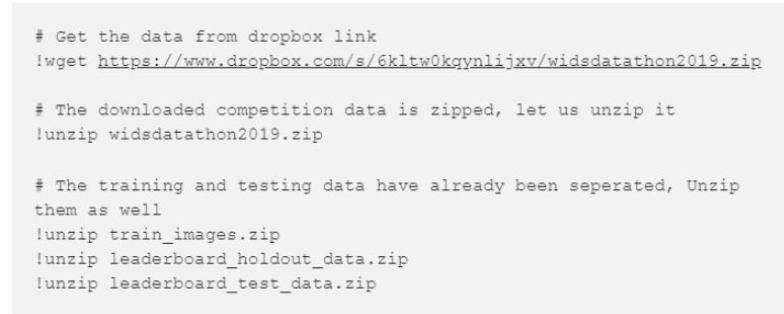 # Get the data from dropbox link
!wget https://www.dropbox.com/s/6kltw0kqynlijxv/widsdatathon2019.zip
# The downloaded competition data is zipped, let us unzip it
!unzip widsdatathon2019.zip
# The training and testing data have already been seperated, Unzip
them as well
!unzip train_images.zip
!unzip leaderboard_holdout_data.zip
!unzip leaderboard_test_data.zip